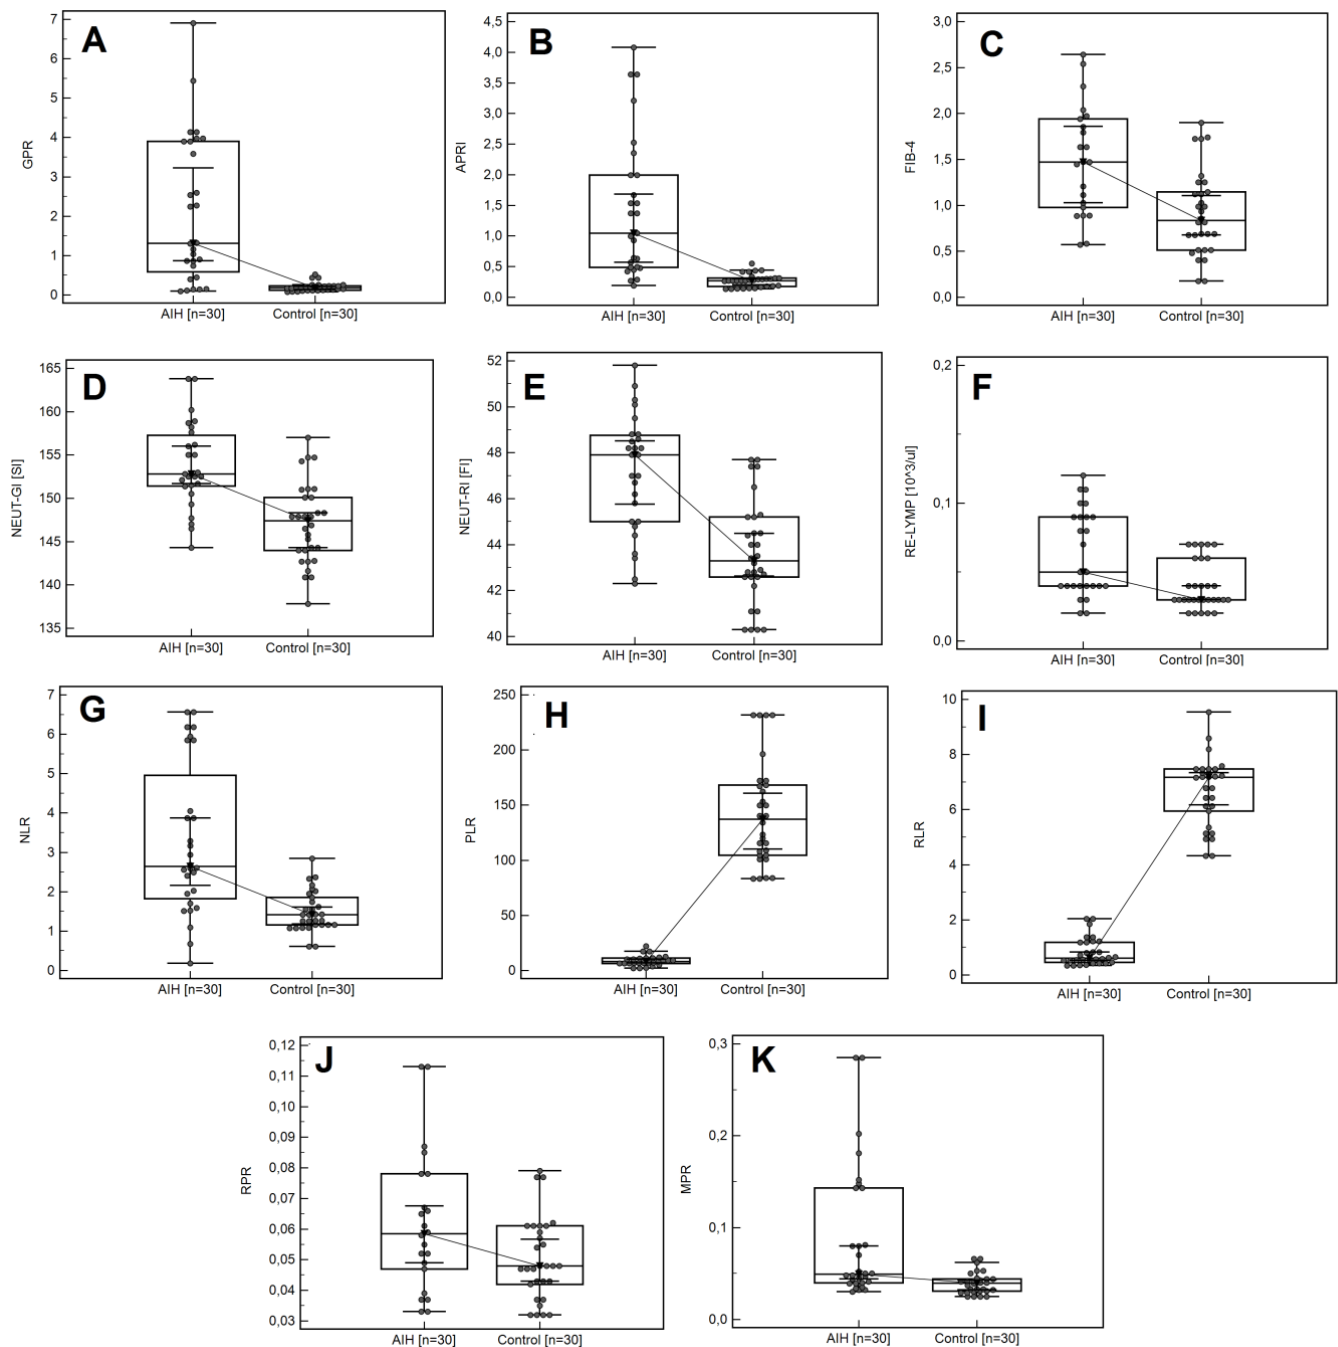 A
GPR
7
6
5
4
3
2
1
0
AIH [n=30] Control [n=30]
B
APRI
4,5
4,0
3,5
3,0
2,5
2,0
1,5
1,0
0,5
0,0
AIH [n=30] Control [n=30]
C
FIB-4
3,0
2,5
2,0
1,5
1,0
0,5
0,0
AIH [n=30] Control [n=30]
D
NEUT-GI [SI]
165
160
155
150
145
140
135
AIH [n=30] Control [n=30]
E
NEUT-RI [FI]
52
50
48
46
44
42
40
AIH [n=30] Control [n=30]
F
RE-LYMP [10^3/ul]
0,2
0,1
0,0
AIH [n=30] Control [n=30]
G
NLR
7
6
5
4
3
2
1
0
AIH [n=30] Control [n=30]
H
PLR
250
200
150
100
50
0
AIH [n=30] Control [n=30]
I
RLR
10
8
6
4
2
0
AIH [n=30] Control [n=30]
J
RPR
0,12
0,11
0,10
0,09
0,08
0,07
0,06
0,05
0,04
0,03
AIH [n=30] Control [n=30]
K
MPR
0,3
0,2
0,1
0,0
AIH [n=30] Control [n=30]